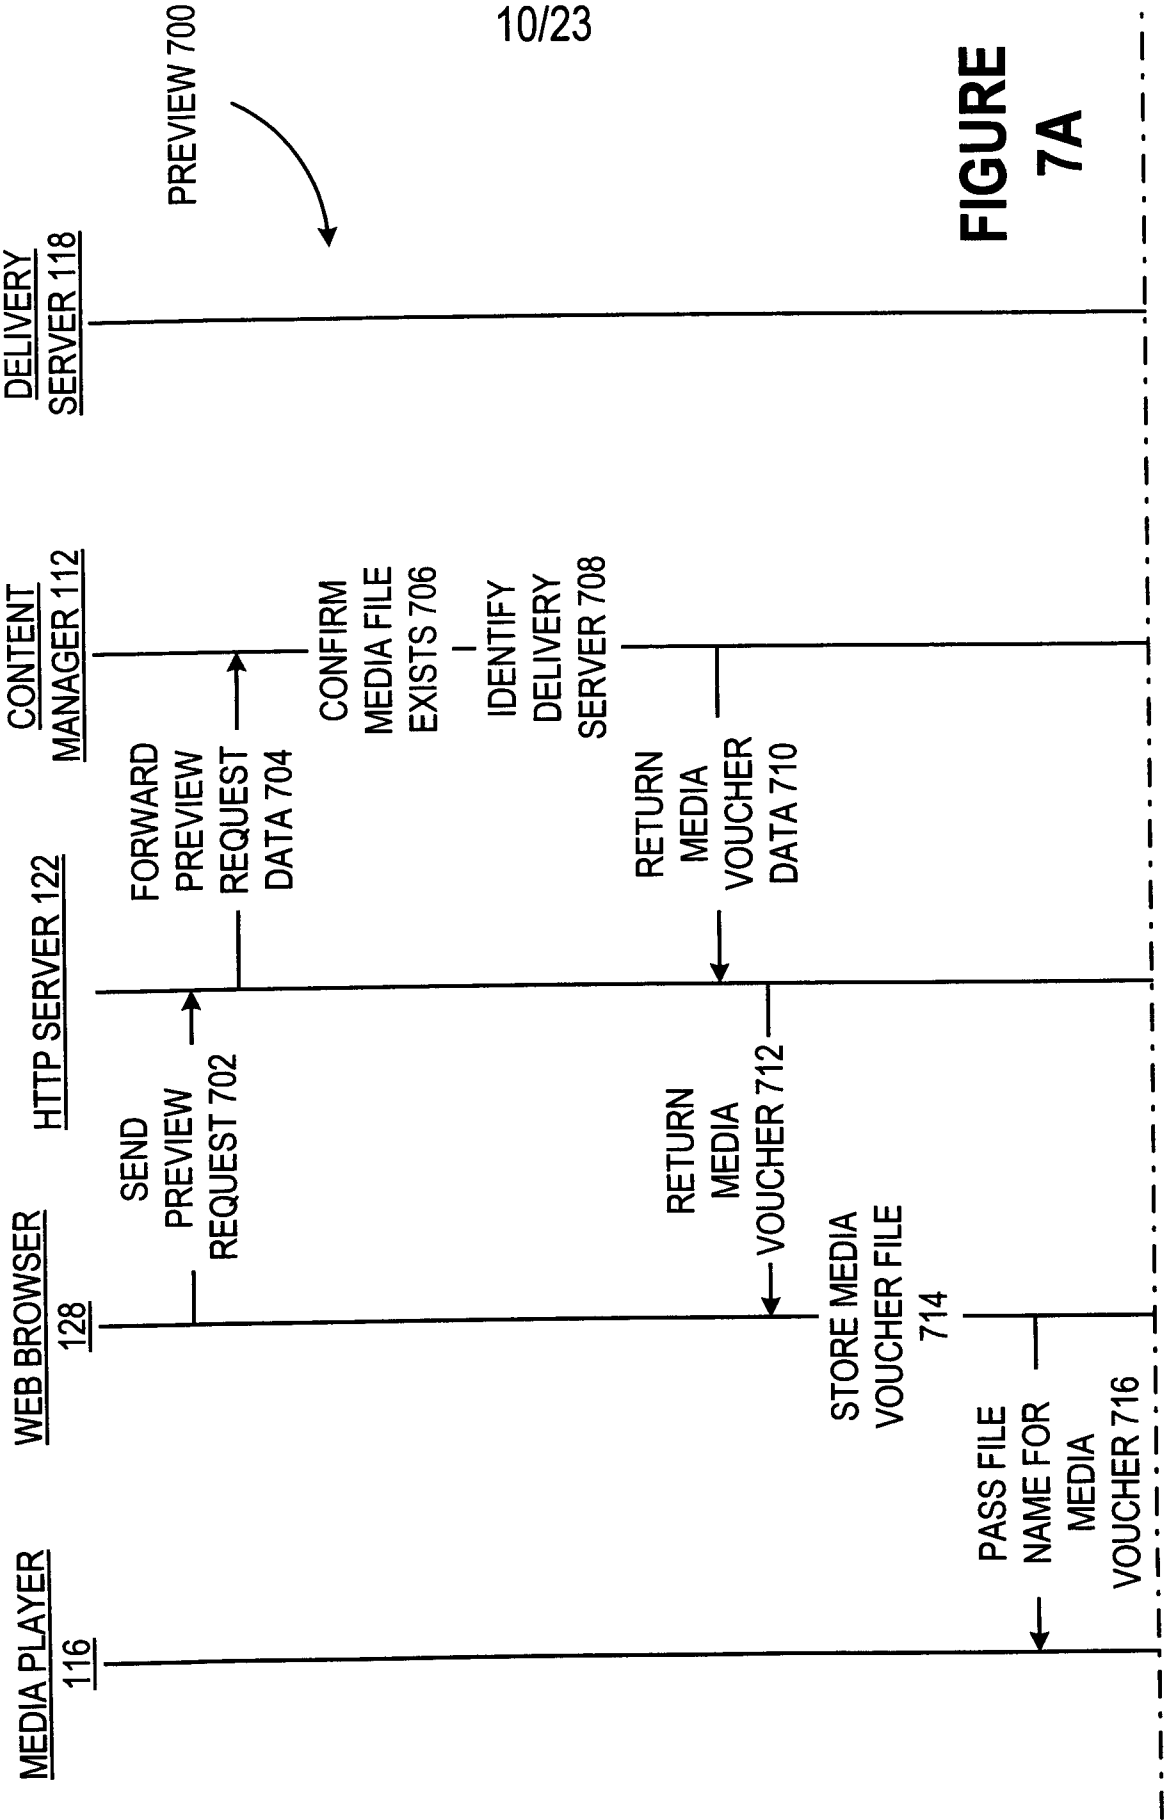 10/23
MEDIA PLAYER
116
WEB BROWSER
128
HTTP SERVER 122
CONTENT
MANAGER 112
DELIVERY
SERVER 118
PREVIEW 700
SEND
PREVIEW
REQUEST 702
FORWARD
PREVIEW
REQUEST
DATA 704
CONFIRM
MEDIA FILE
EXISTS 706
IDENTIFY
DELIVERY
SERVER 708
RETURN
MEDIA
VOUCHER
DATA 710
RETURN
MEDIA
VOUCHER 712
STORE MEDIA
VOUCHER FILE
714
PASS FILE
NAME FOR
MEDIA
VOUCHER 716
FIGURE
7A